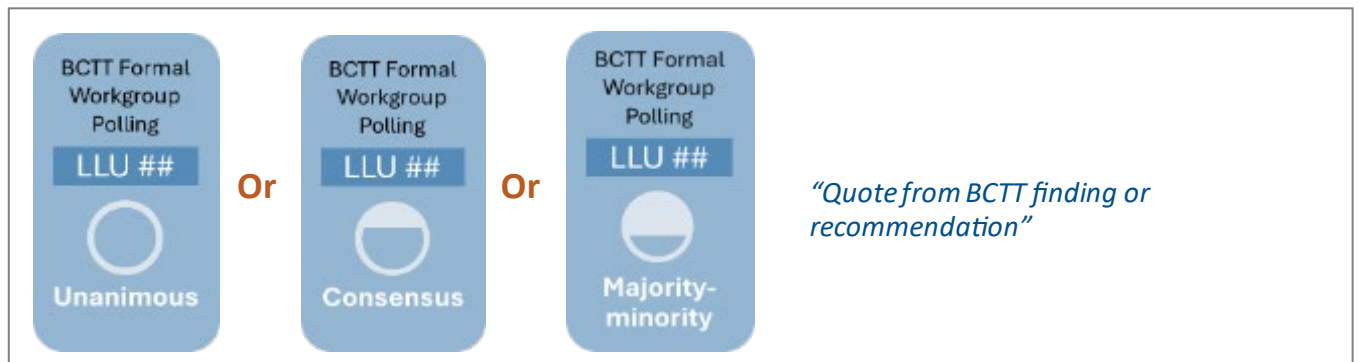 BCTT Formal
Workgroup
Polling
LLU ##
Unanimous
Or
BCTT Formal
Workgroup
Polling
LLU ##
Consensus
Or
BCTT Formal
Workgroup
Polling
LLU ##
Majority-
minority
“Quote from BCTT finding or
recommendation”